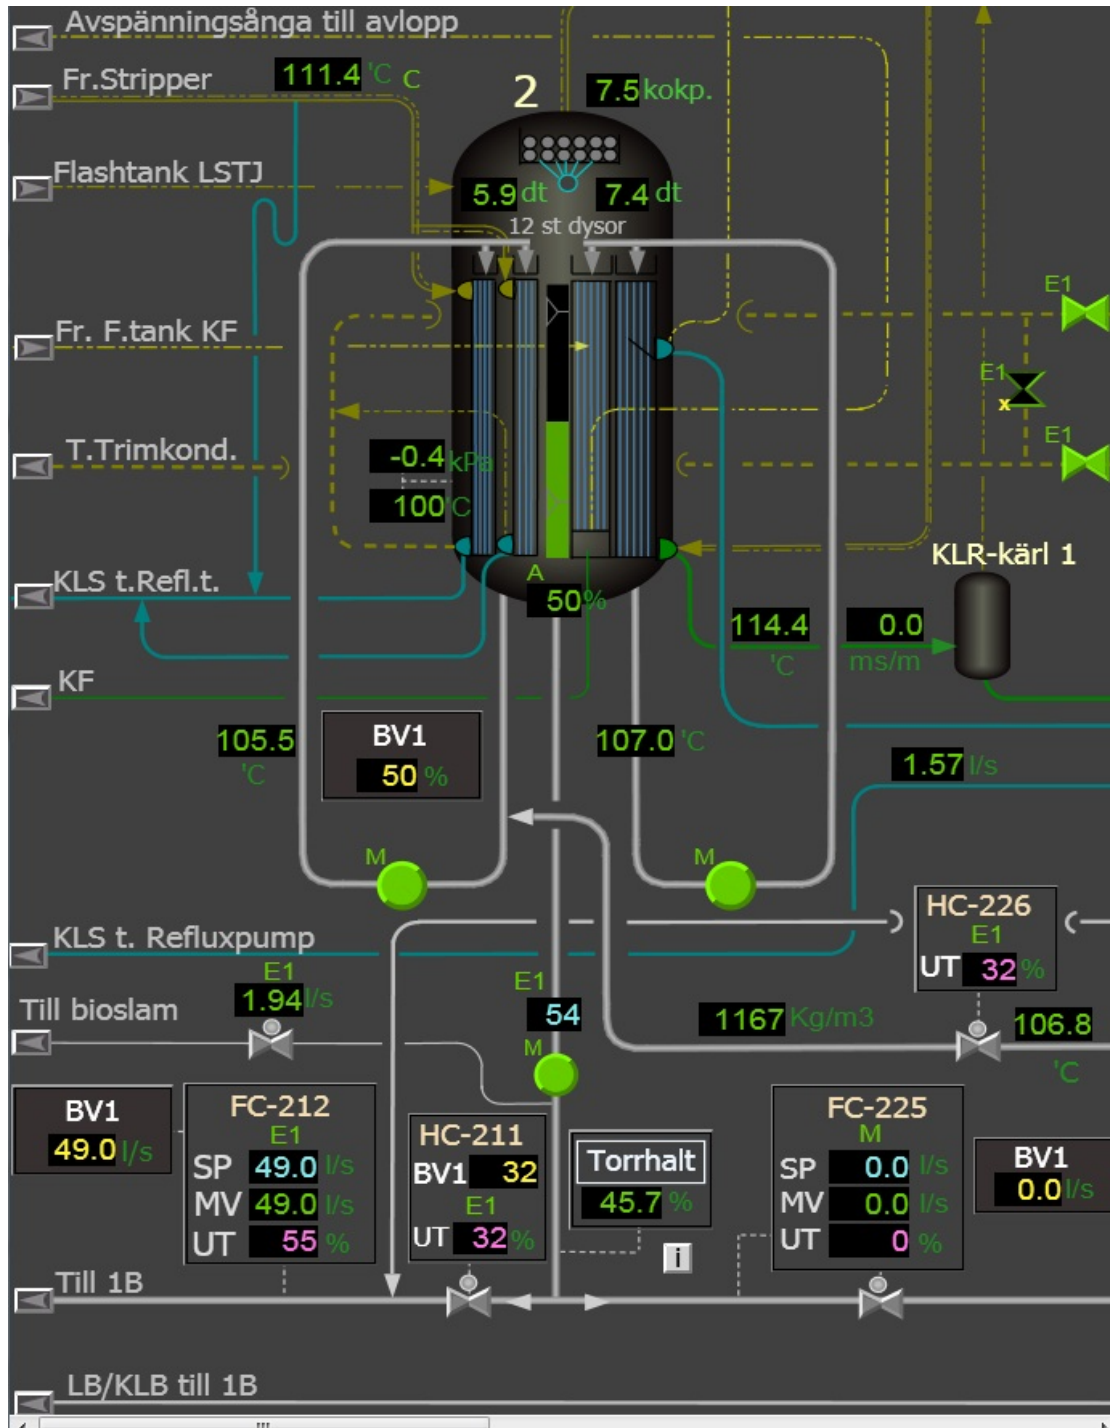 Avspänningsånga till avlopp
Fr.Stripper
111.4 'C C
2
7.5 kokp.
Flashtank LSTJ
5.9 dt
7.4 dt
12 st dysor
E1
Fr. F.tank KF
E1
x
T.Trimkond.
-0.4 kPa
100 'C
E1
KLR-kärl 1
KLS t.Refl.t.
A
50%
114.4
'C
0.0
ms/m
KF
105.5
'C
BV1
50 %
107.0 'C
1.57 l/s
M
M
HC-226
E1
UT 32 %
KLS t. Refluxpump
E1
1.94 l/s
Till bioslam
E1
54
M
1167 Kg/m3
106.8
'C
BV1
49.0 l/s
FC-212
E1
SP 49.0 l/s
MV 49.0 l/s
UT 55 %
HC-211
BV1 32
E1
UT 32%
Torrhalt
45.7 %
i
FC-225
M
SP 0.0 l/s
MV 0.0 l/s
UT 0 %
BV1
0.0 l/s
Till 1B
LB/KLB till 1B